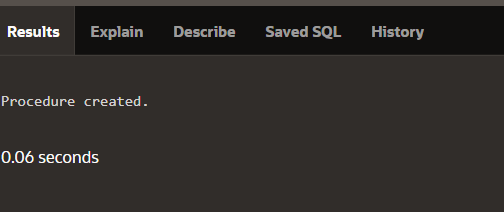 Results Explain Describe Saved SQL History
Procedure created.
0.06 seconds